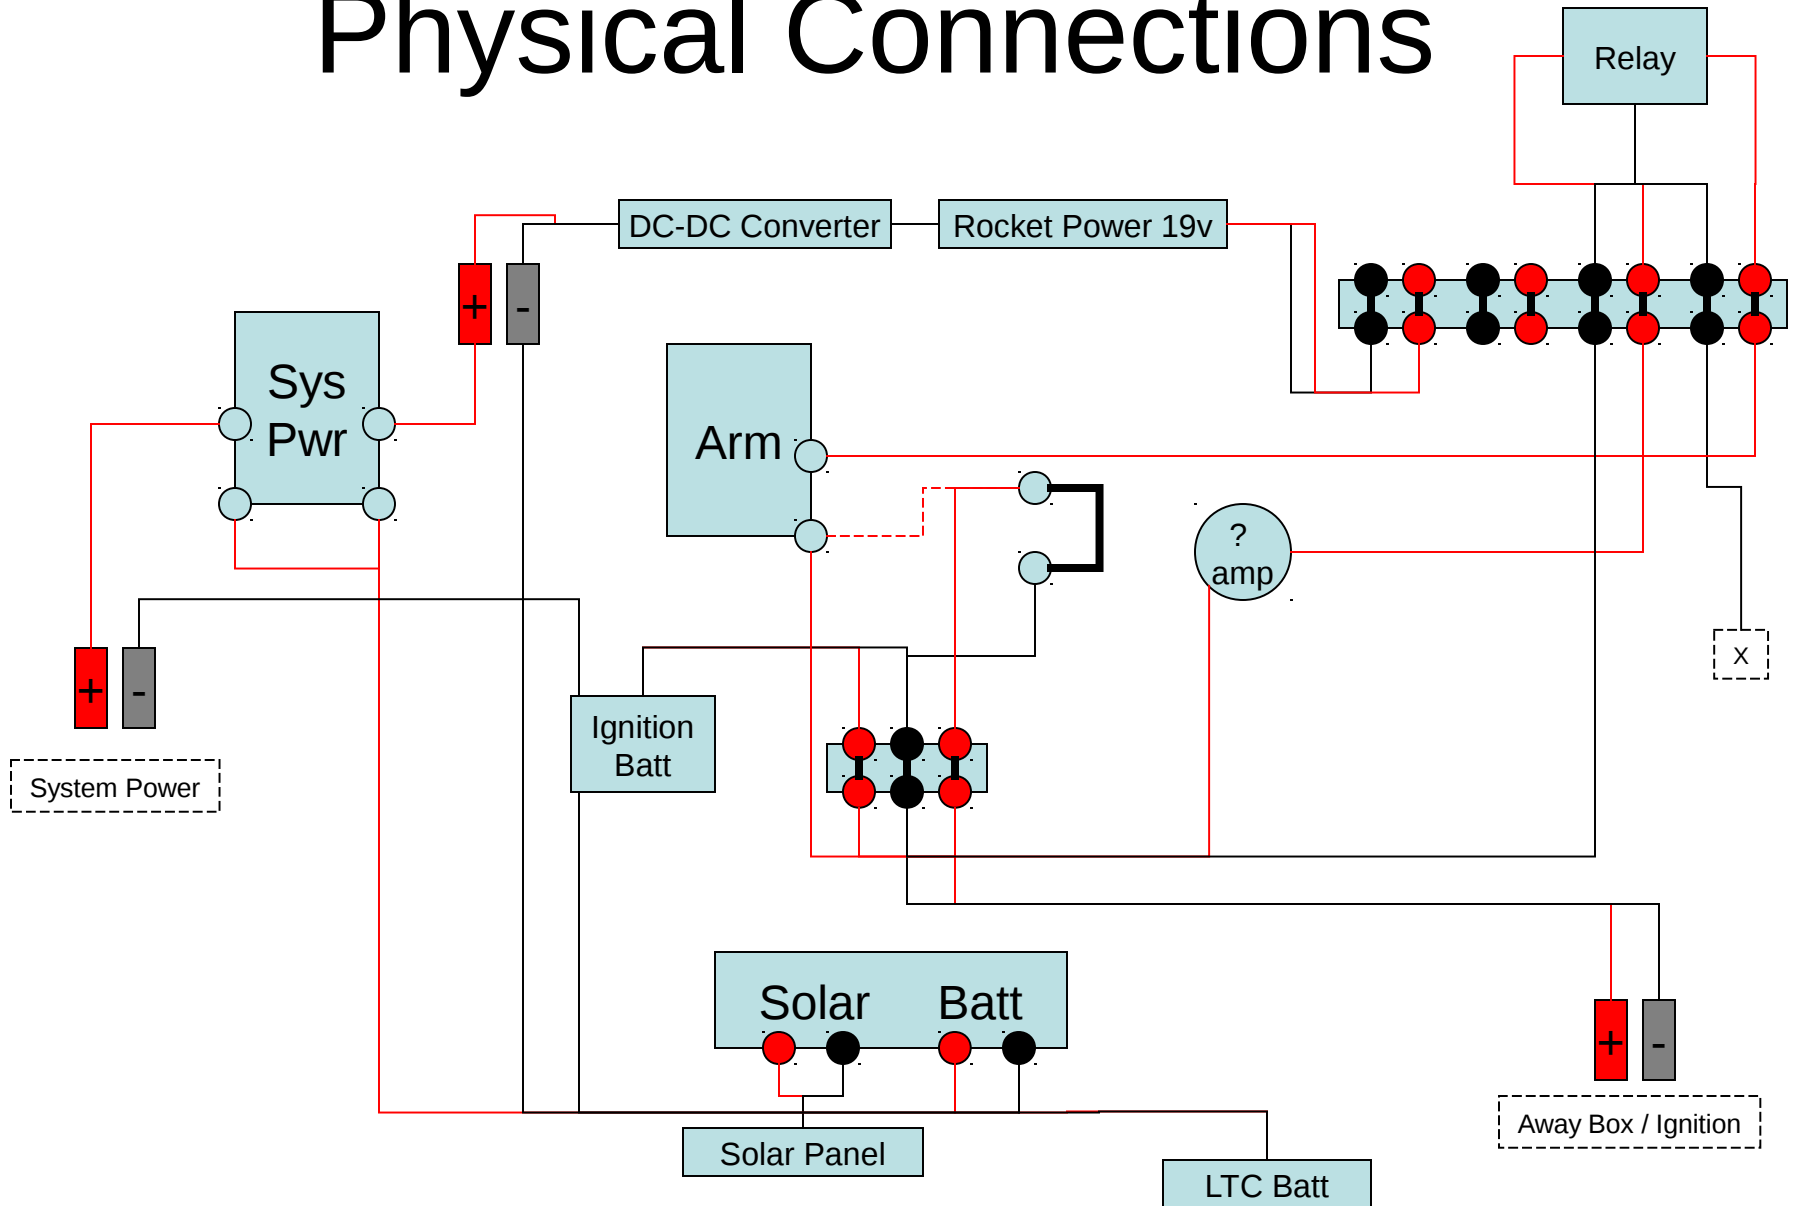 Physical Connections
Relay
DC-DC Converter
Rocket Power 19v
+
-
Sys
Pwr
Arm
?
amp
X
+
-
Ignition
Batt
System Power
Solar
Batt
+
-
Away Box / Ignition
Solar Panel
LTC Batt